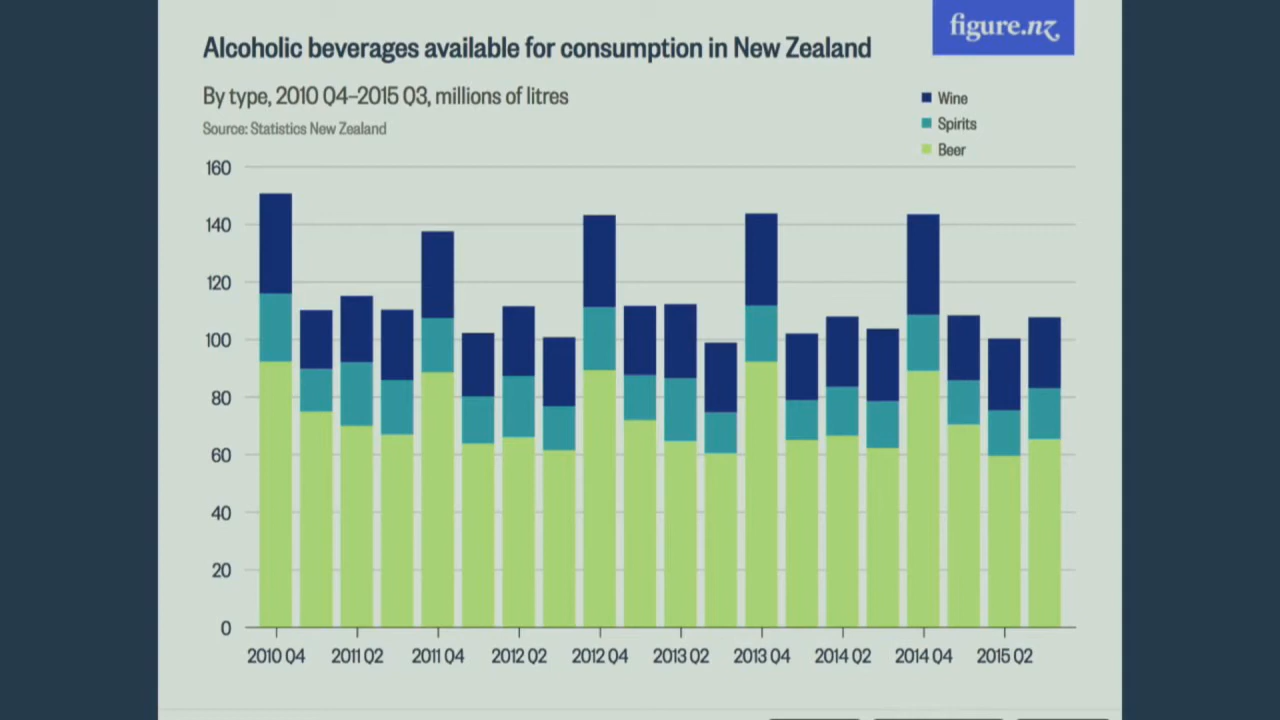 figure.nz
Alcoholic beverages available for consumption in New Zealand
By type, 2010 Q4–2015 Q3, millions of litres
Source: Statistics New Zealand
Wine
Spirits
Beer
160
140
120
100
80
60
40
20
0
2010 Q4 2011 Q2 2011 Q4 2012 Q2 2012 Q4 2013 Q2 2013 Q4 2014 Q2 2014 Q4 2015 Q2